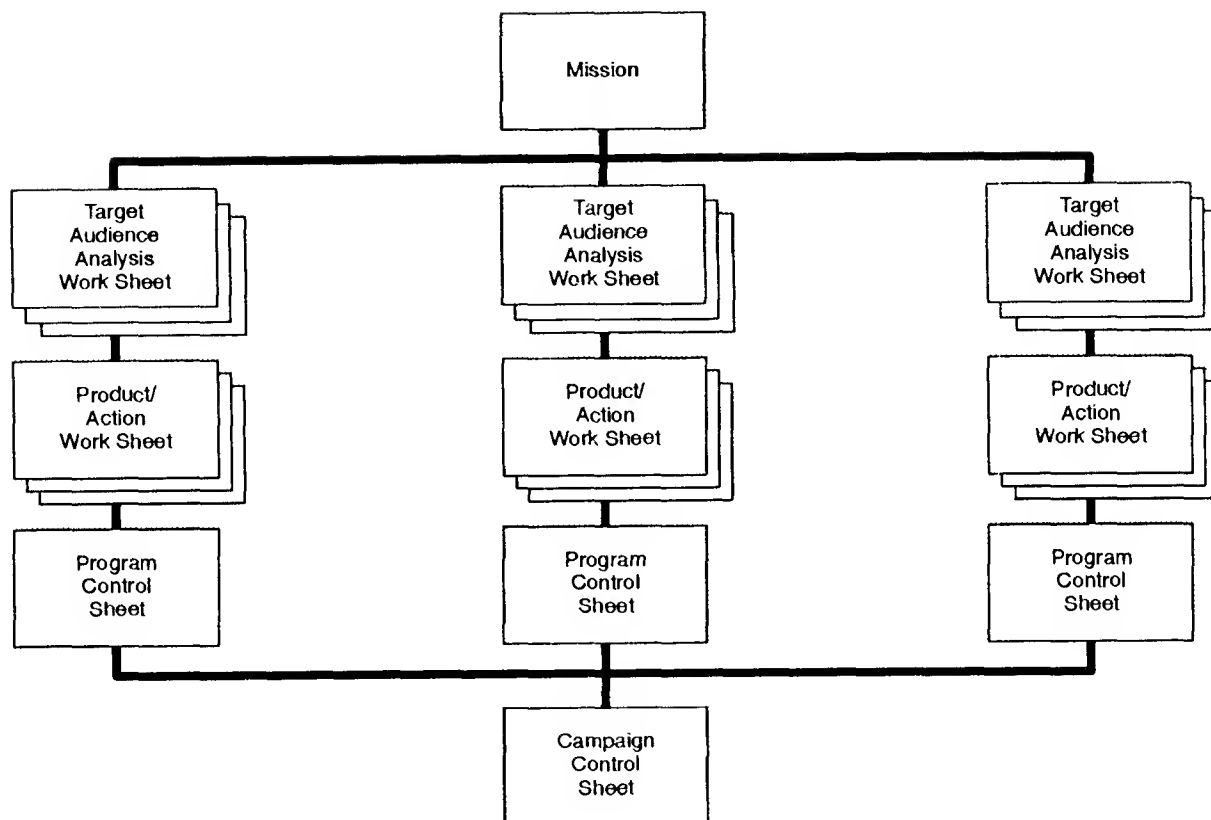 Mission
Target
Audience
Analysis
Work Sheet
Target
Audience
Analysis
Work Sheet
Target
Audience
Analysis
Work Sheet
Product/
Action
Work Sheet
Product/
Action
Work Sheet
Product/
Action
Work Sheet
Program
Control
Sheet
Program
Control
Sheet
Program
Control
Sheet
Campaign
Control
Sheet